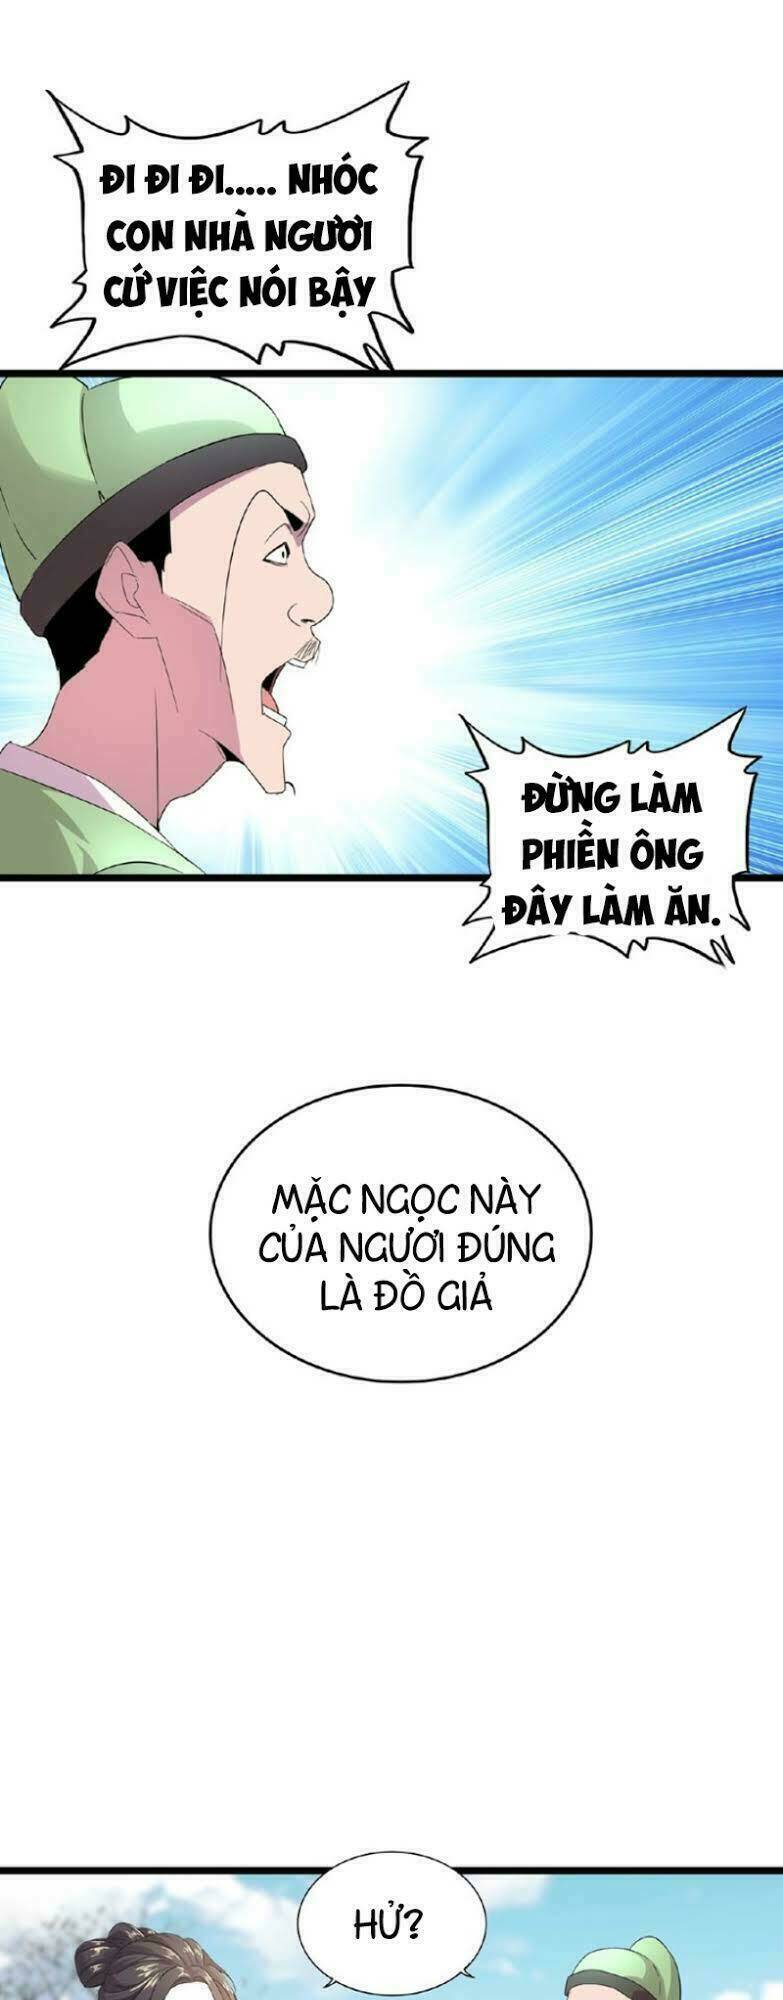 ĐI ĐI ĐI..... NHÓC
CON NHÀ NGƯƠI
CỨ VIỆC NÓI BẬY
ĐỪNG LÀM
PHIỀN ÔNG
ĐÂY LÀM ĂN.
MẶC NGỌC NÀY
CỦA NGƯƠI ĐÚNG
LÀ ĐỒ GIẢ
HỬ?